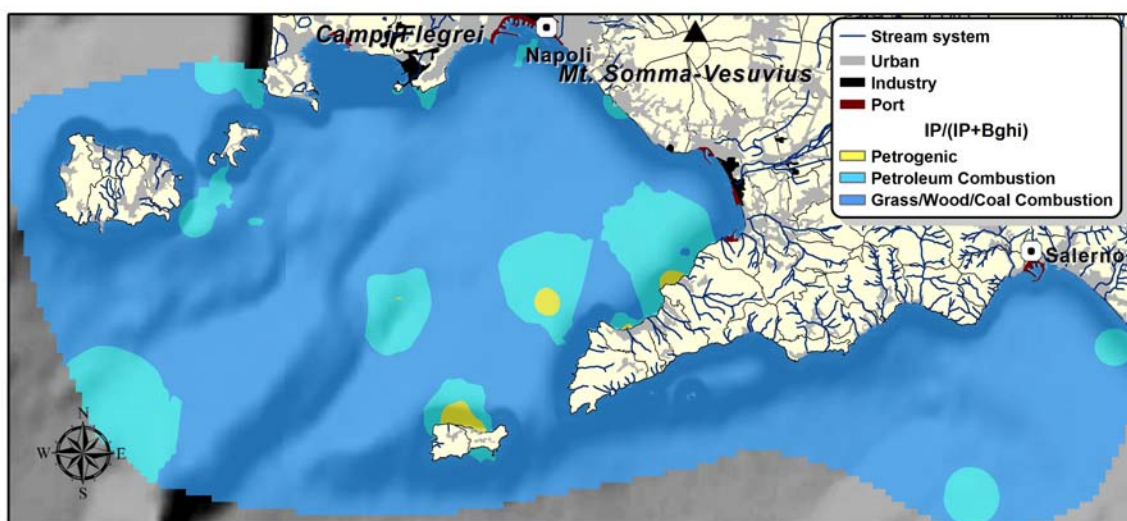 Campi Flegrei
Napoli
Mt. Somma-Vesuvius
Salerno
Stream system
Urban
Industry
Port
IP/(IP+Bghi)
Petrogenic
Petroleum Combustion
Grass/Wood/Coal Combustion
N
W
E
S